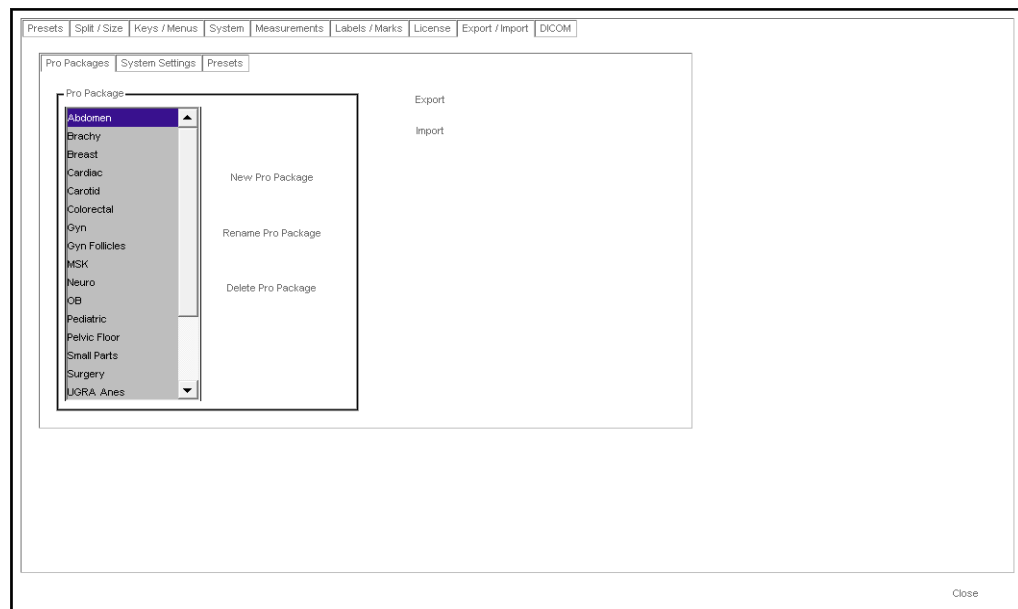 Presets Split / Size Keys / Menus System Measurements Labels / Marks License Export / Import DICOM
Pro Packages System Settings Presets
Pro Package
Abdomen
Brachy
Breast
Cardiac
Carotid
Colorectal
Gyn
Gyn Follicles
MSK
Neuro
OB
Pediatric
Pelvic Floor
Small Parts
Surgery
UGRA Anes
New Pro Package
Rename Pro Package
Delete Pro Package
Export
Import
Close